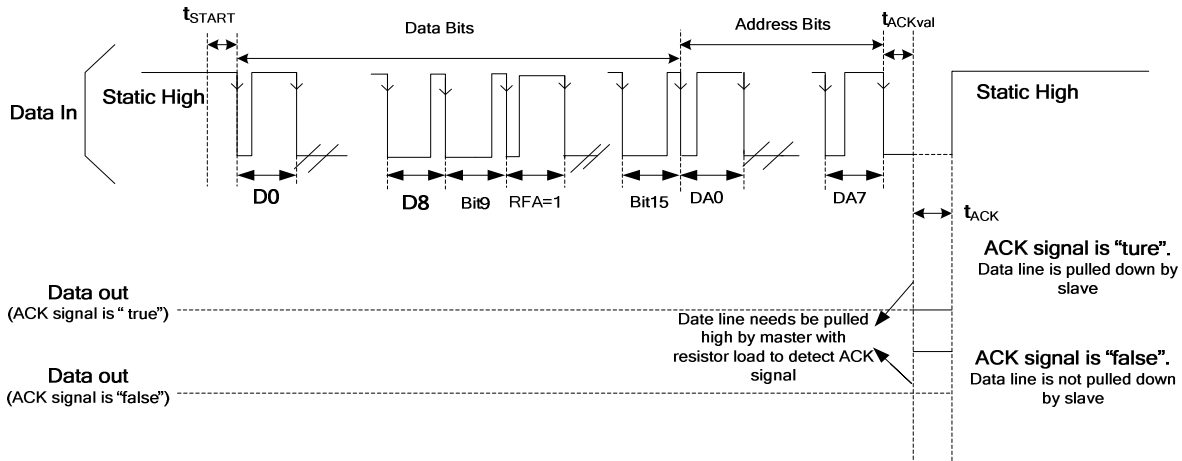 tSTART
Data Bits
Address Bits
tACKval
Data In
Static High
Static High
D0
D8
Bit9
RFA=1
Bit15
DA0
DA7
tACK
ACK signal is “ture”.
Data line is pulled down by
slave
Data out
(ACK signal is “ true”)
Date line needs be pulled
high by master with
resistor load to detect ACK
signal
Data out
(ACK signal is “false”)
ACK signal is “false”.
Data line is not pulled down
by slave